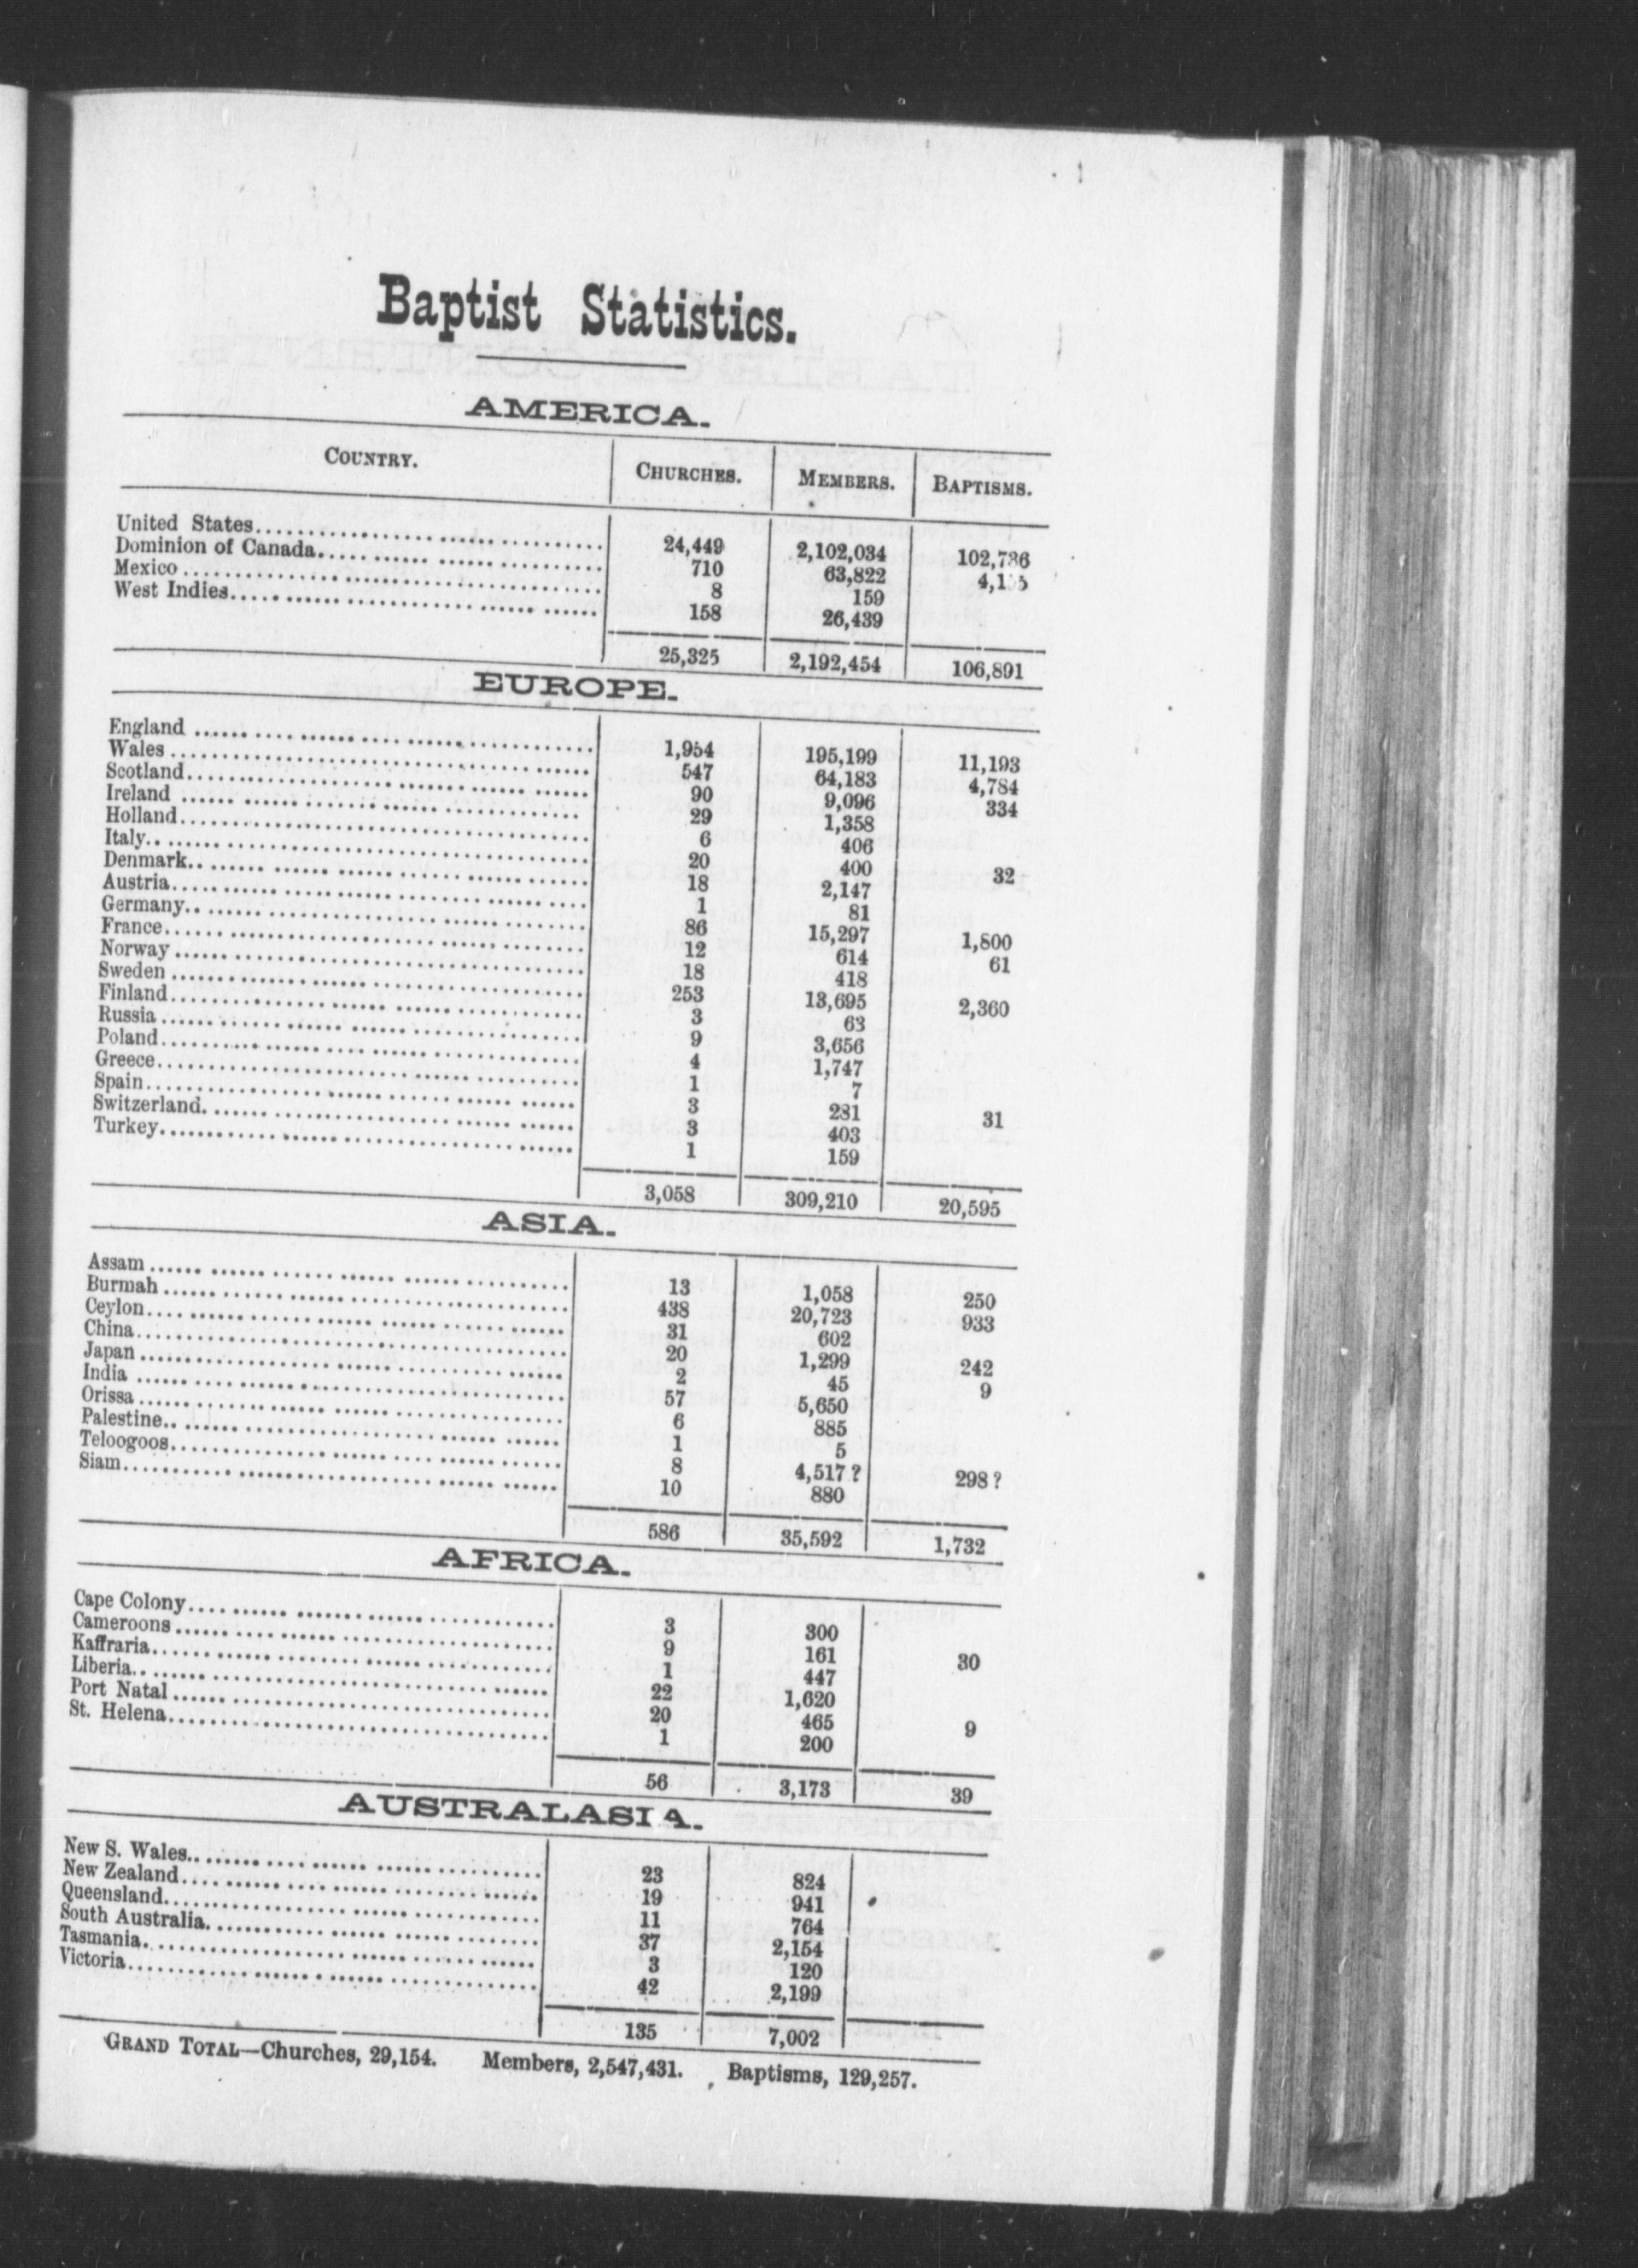 Baptist Statistics.
AMERICA.
COUNTRY. CHURCHES. MEMBERS. BAPTISMS.
United States 24,449 2,102,034 102,736
Dominion of Canada 710 63,822 4,155
Mexico 8 159
West Indies 158 26,439
25,325 2,192,454 106,891
EUROPE.
England 1,954 195,199 11,193
Wales 547 64,183 4,784
Scotland 90 9,096 334
Ireland 29 1,358
Holland 6 406
Italy 20 400 32
Denmark 18 2,147
Austria 1 81
Germany 86 15,297 1,800
France 12 614 61
Norway 18 418
Sweden 253 13,695 2,360
Finland 3 63
Russia 9 3,656
Poland 4 1,747
Greece 1 7
Spain 3 281 31
Switzerland 3 403
Turkey 1 159
3,058 309,210 20,595
ASIA.
Assam 13 1,058 250
Burmah 438 20,723 933
Ceylon 31 602
China 20 1,299 242
Japan 2 45 9
India 57 5,650
Orissa 6 885
Palestine 1 5
Teloogoos 8 4,517? 298?
Siam 10 880
586 35,592 1,732
AFRICA.
Cape Colony 3 300
Cameroons 9 161 30
Kaffraria 1 447
Liberia 22 1,620
Port Natal 20 465 9
St. Helena 1 200
56 3,173 39
AUSTRALASIA.
New S. Wales 23 824
New Zealand 19 941
Queensland 11 764
South Australia 37 2,154
Tasmania 3 120
Victoria 42 2,199
135 7,002
GRAND TOTAL—Churches, 29,154. Members, 2,547,431. Baptisms, 129,257.